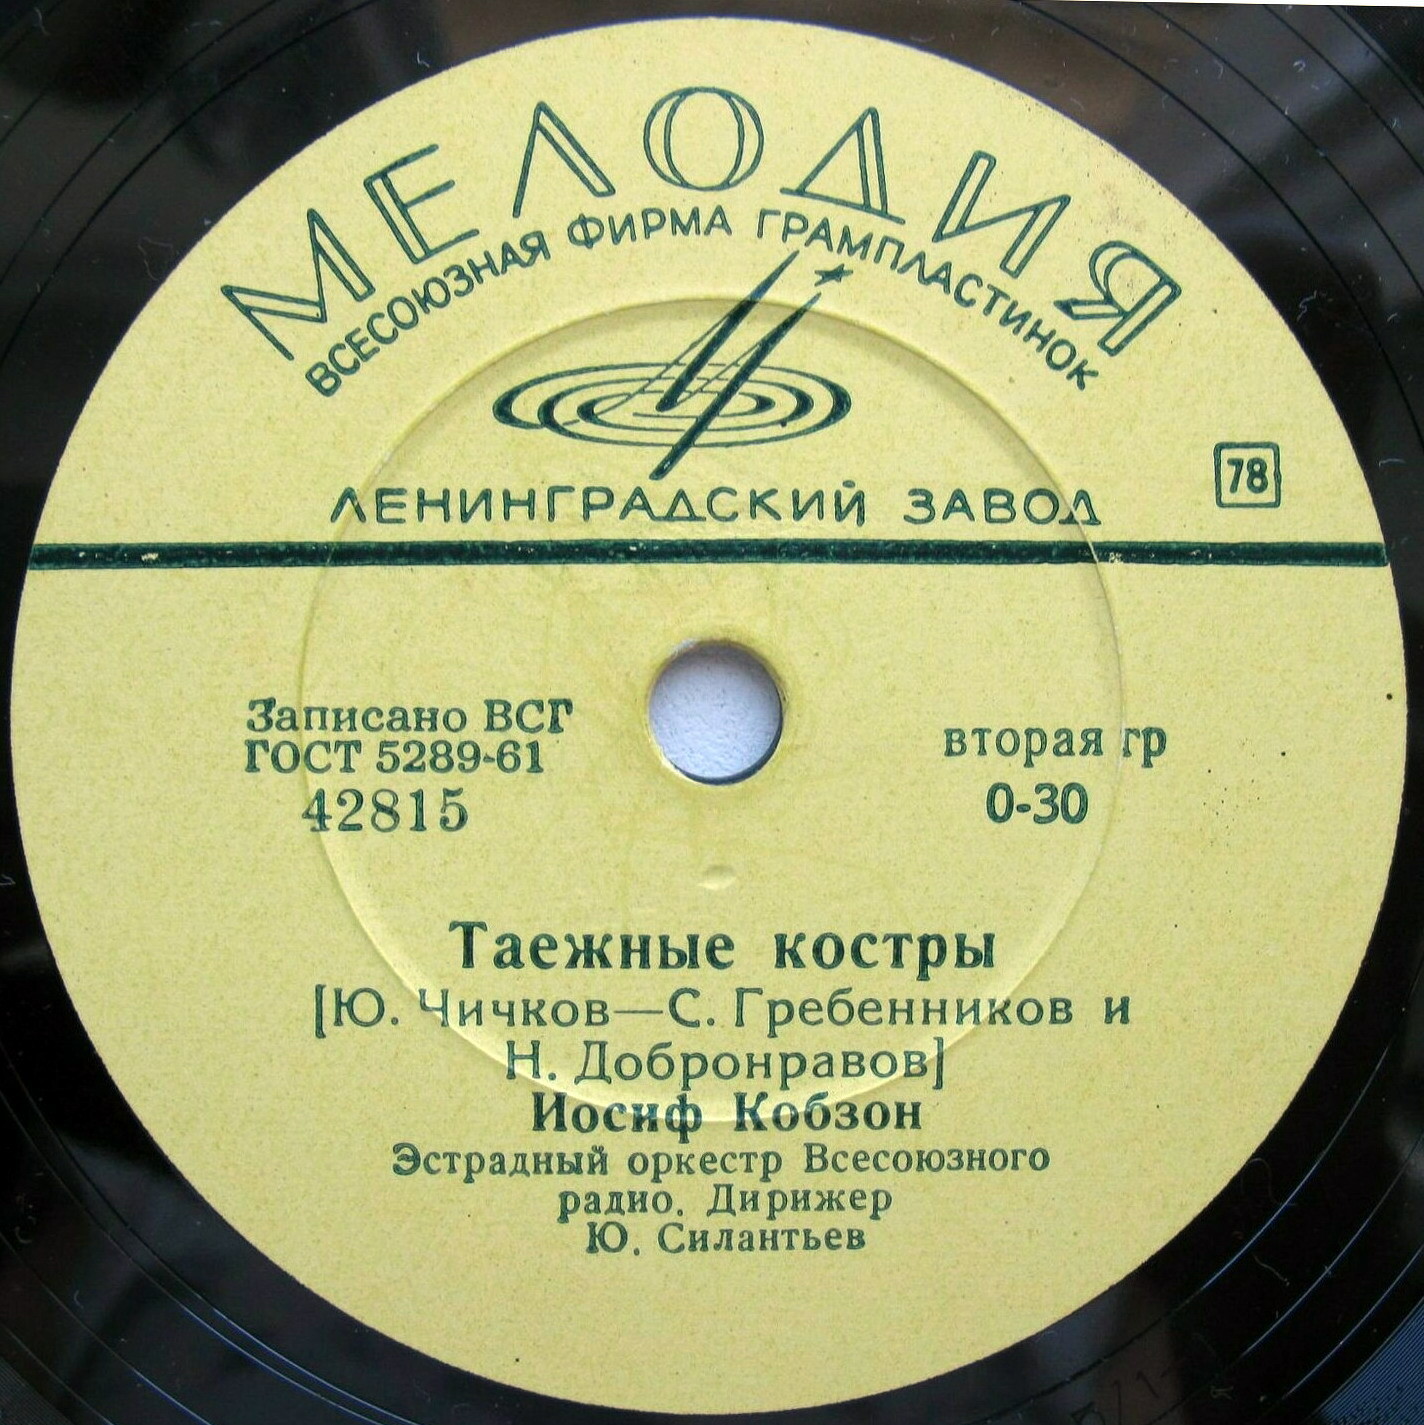 МЕЛОДИЯ
ВСЕСОЮЗНАЯ ФИРМА ГРАМПЛАСТИНОК
ЛЕНИНГРАДСКИЙ ЗАВОД
78
Записано ВСГ
ГОСТ 5289-61
42815
вторая гр
0-30
Таежные костры
[Ю. Чичков—С. Гребенников и
Н. Добронравов]
Иосиф Кобзон
Эстрадный оркестр Всесоюзного
радио. Дирижер
Ю. Силантьев